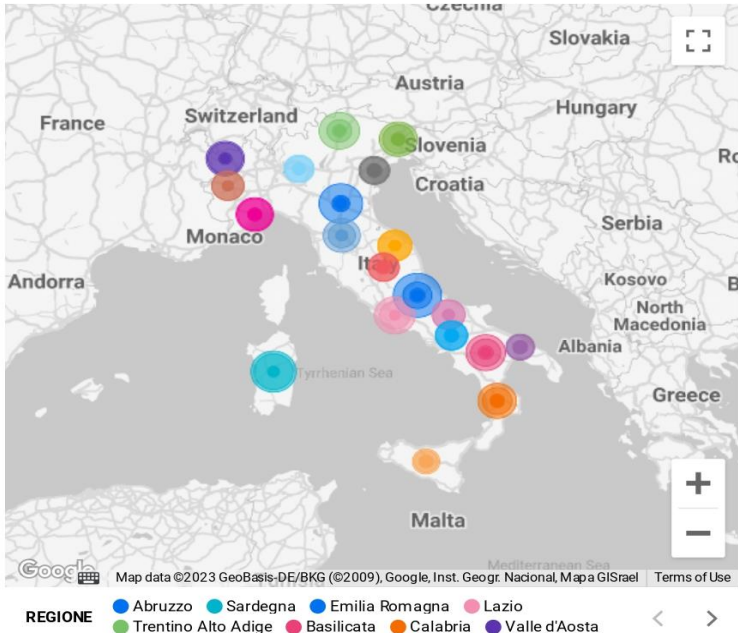 Czechia
Slovakia
Austria
Hungary
Switzerland
France
Slovenia
Croatia
Serbia
Monaco
Andorra
Kosovo
North
Macedonia
Albania
Tyrrhenian Sea
Greece
Malta
Mediterranean Sea
Google
Map data ©2023 GeoBasis-DE/BKG (©2009), Google, Inst. Geogr. Nacional, Mapa GISrael Terms of Use
REGIONE Abruzzo Sardegna Emilia Romagna Lazio
Trentino Alto Adige Basilicata Calabria Valle d'Aosta